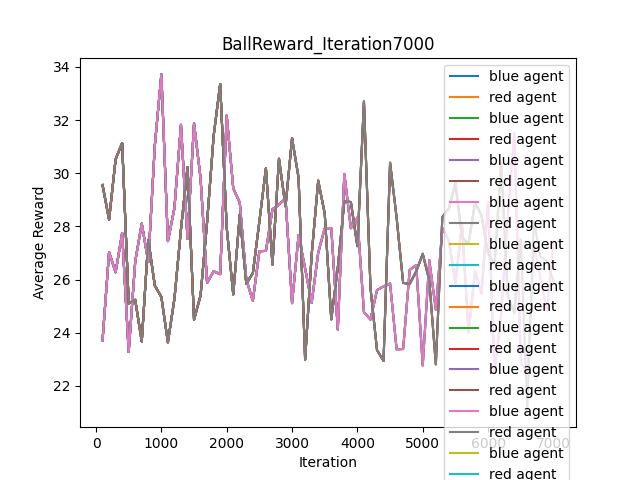 BallReward_Iteration7000
34
32
30
28
26
24
22
Average Reward
0 1000 2000 3000 4000 5000 6000 7000
Iteration
blue agent
red agent
blue agent
red agent
blue agent
red agent
blue agent
red agent
blue agent
red agent
blue agent
red agent
blue agent
red agent
blue agent
red agent
blue agent
red agent
blue agent
red agent